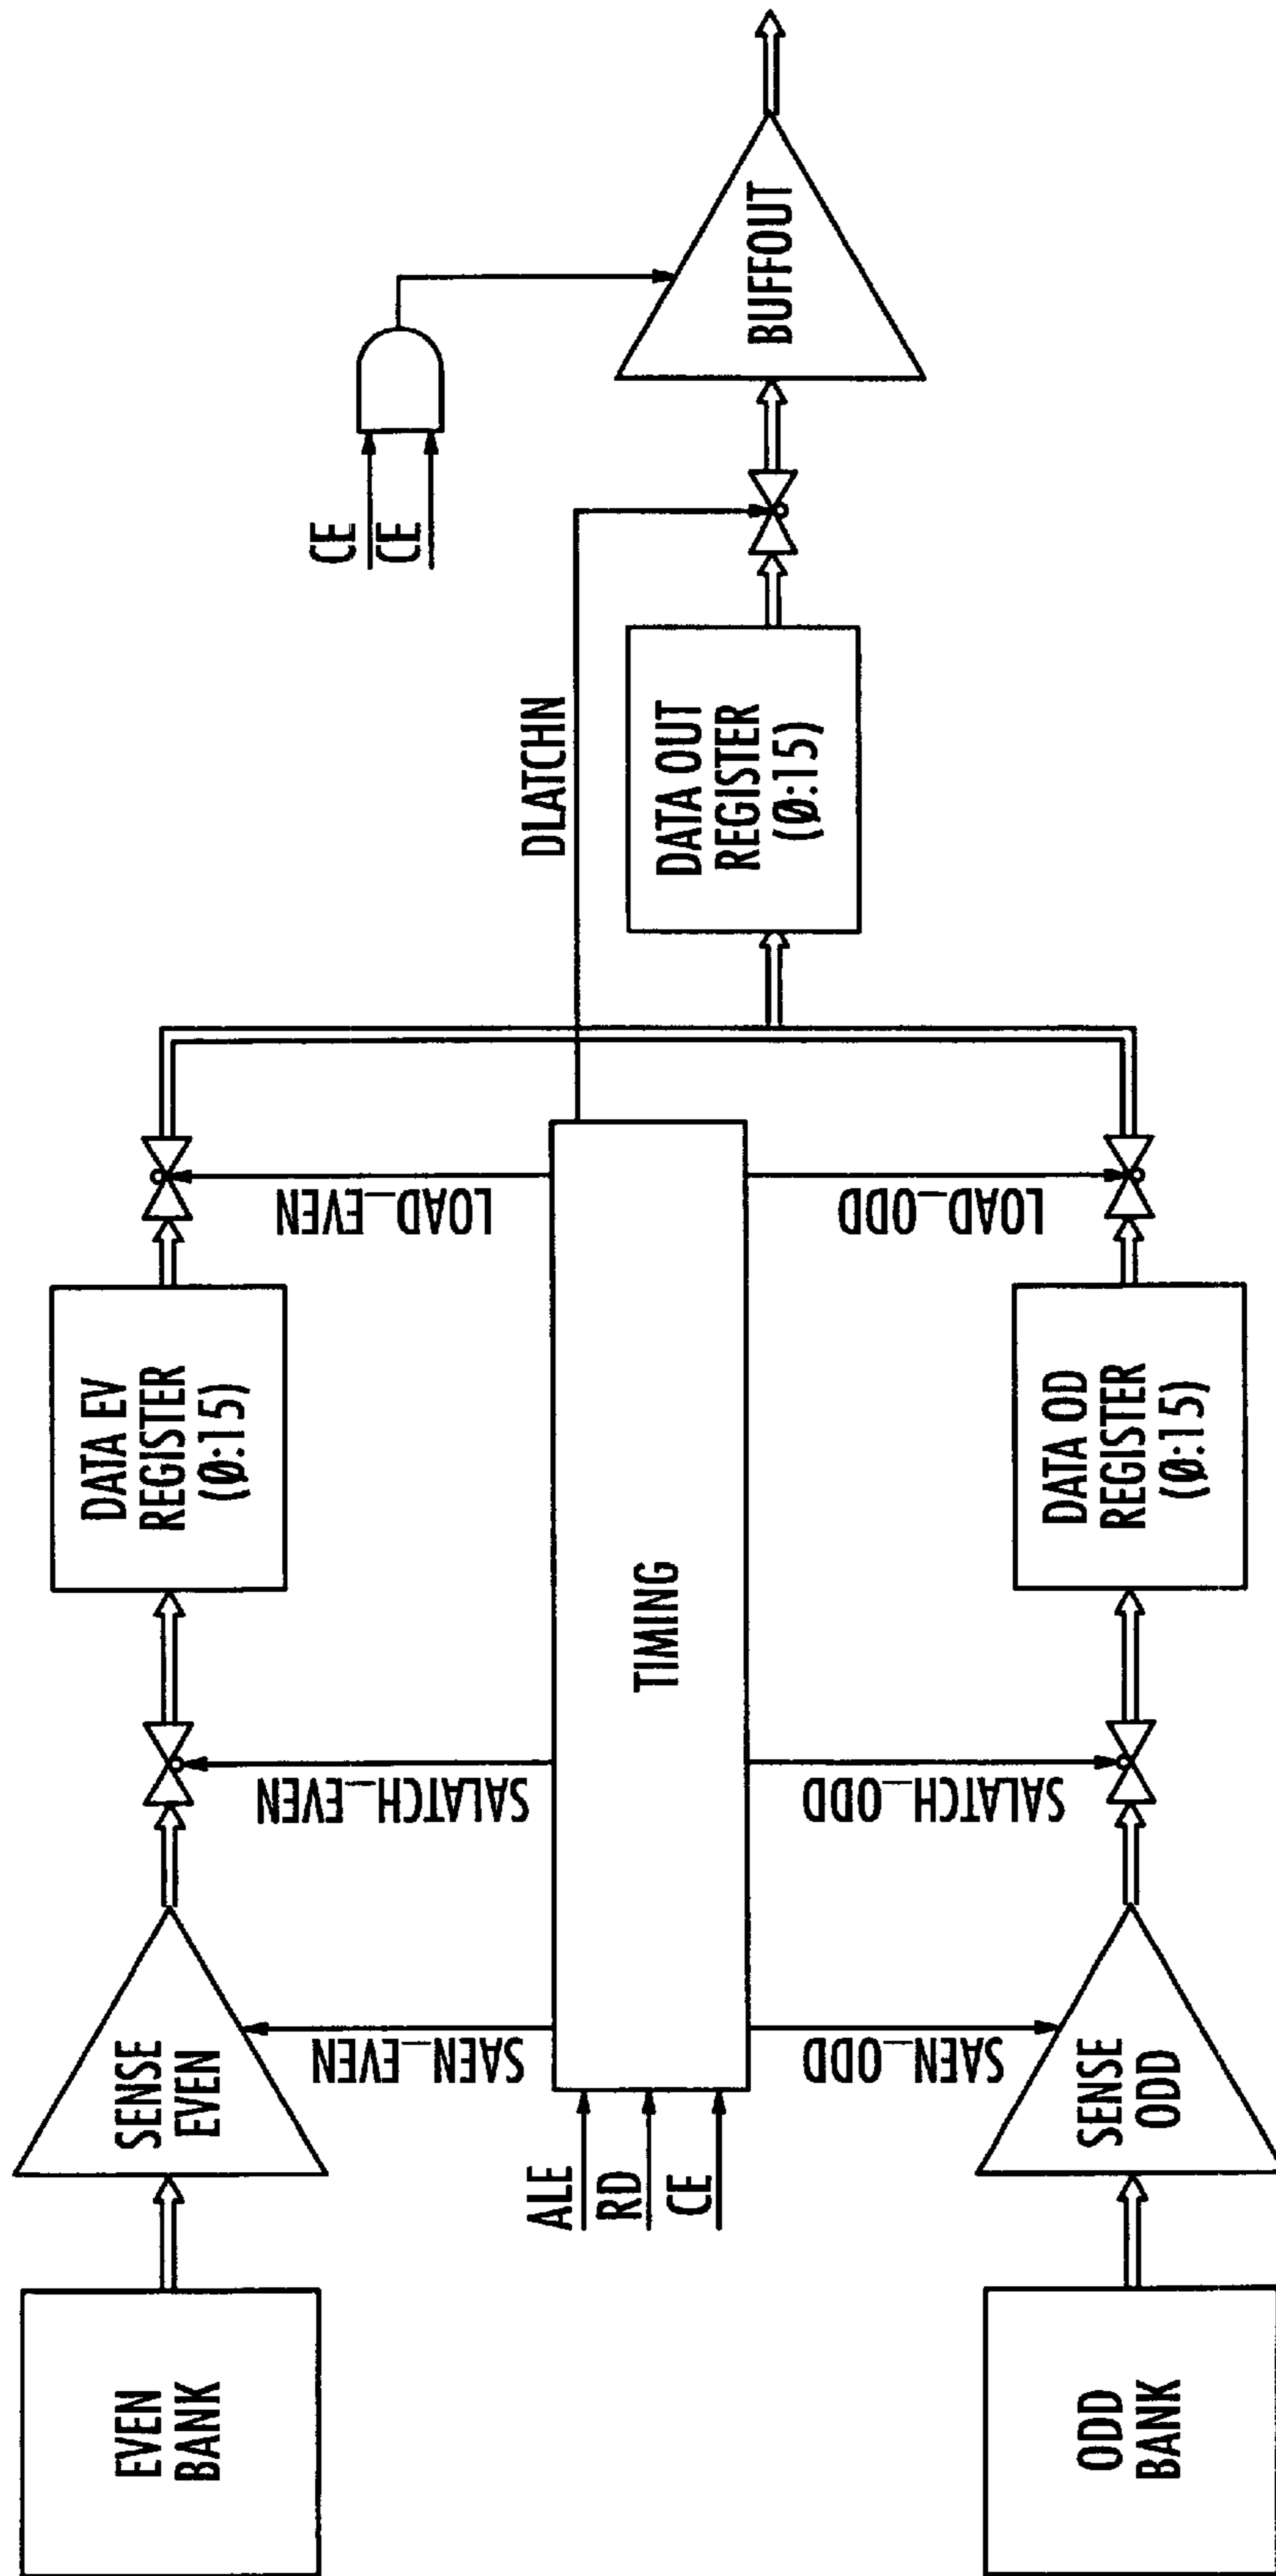 EVEN
BANK
SENSE
EVEN
DATA EV
REGISTER
(Ø:15)
SAEN_EVEN
SALATCH_EVEN
LOAD_EVEN
ALE
RD
CE
TIMING
DLATCHN
SAEN_ODD
SALATCH_ODD
LOAD_ODD
ODD
BANK
SENSE
ODD
DATA OD
REGISTER
(Ø:15)
DATA OUT
REGISTER
(Ø:15)
CE
CE
BUFFOUT